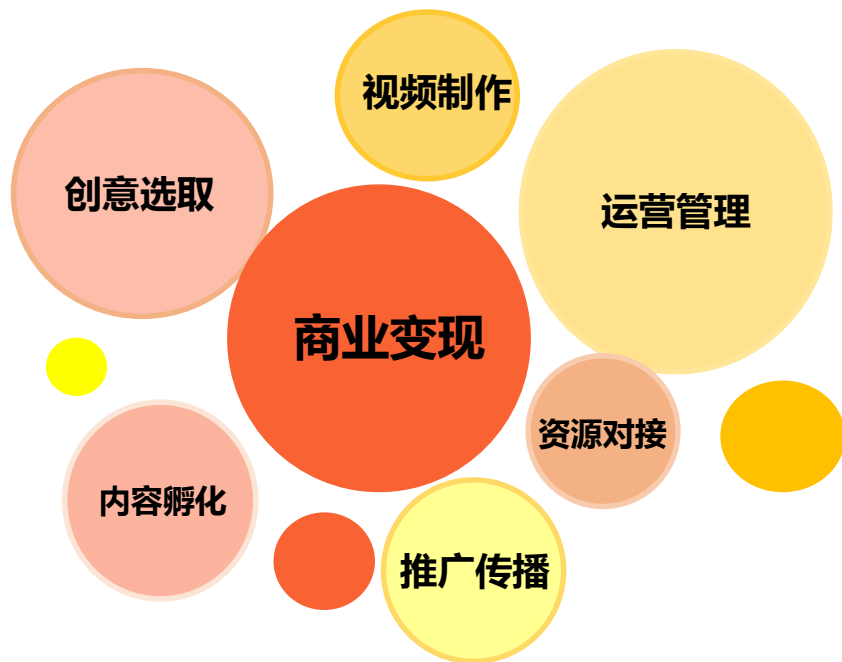 视频制作
创意选取
运营管理
商业变现
资源对接
内容孵化
推广传播